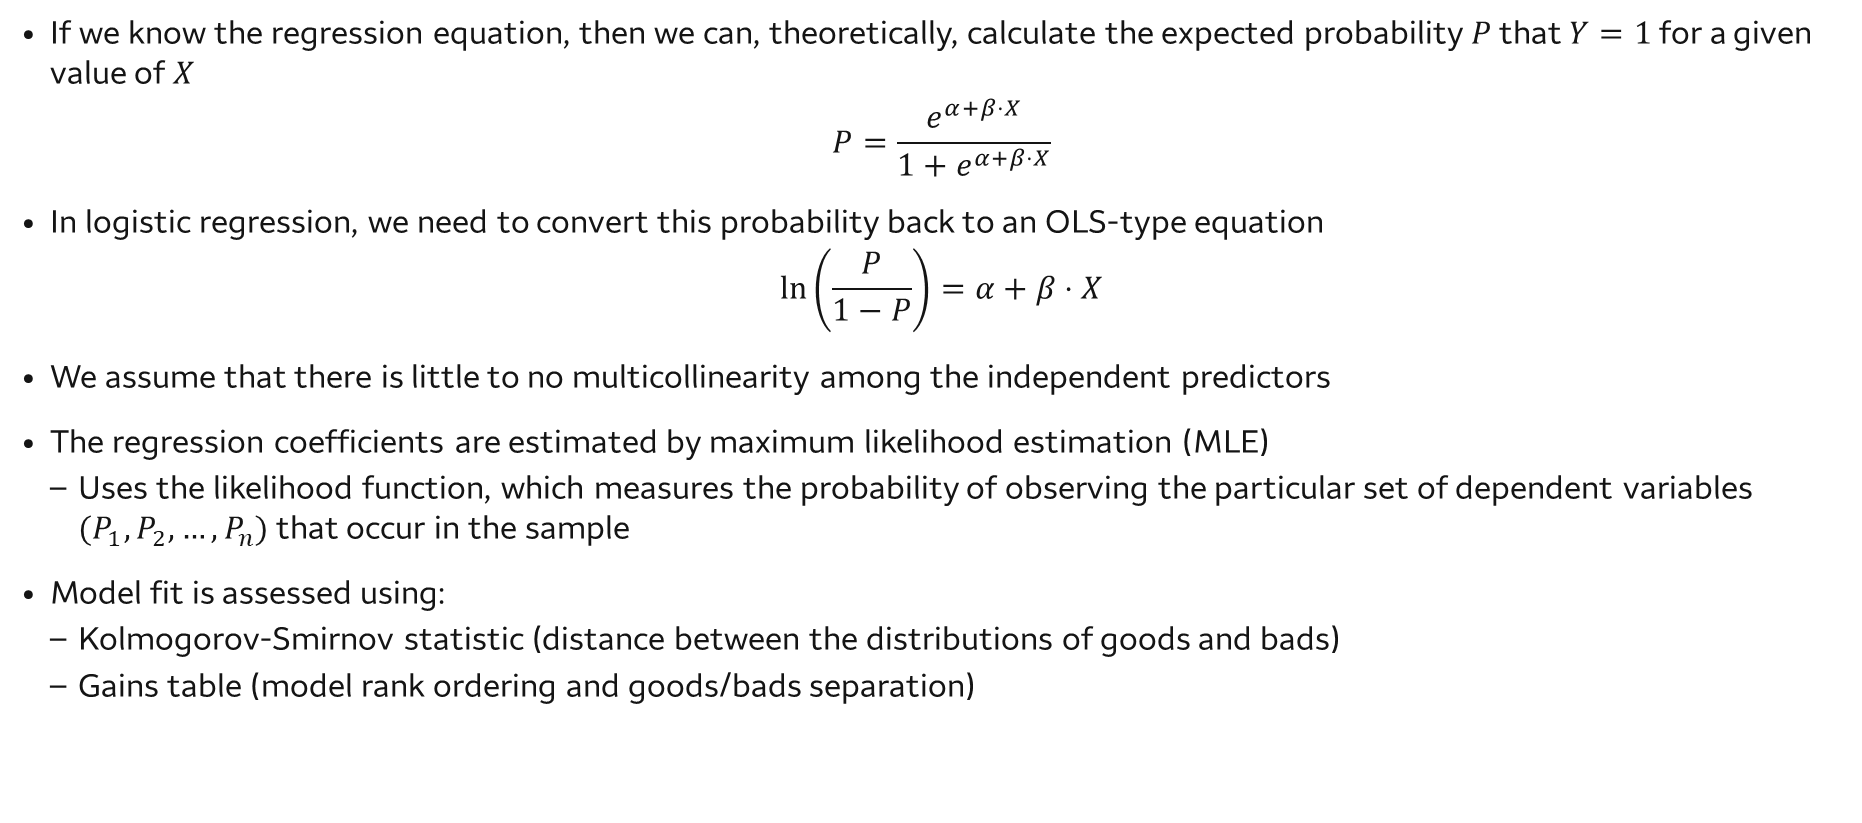 • If we know the regression equation, then we can, theoretically, calculate the expected probability P that Y = 1 for a given
value of X
P = e^{α+β·X} / (1 + e^{α+β·X})
• In logistic regression, we need to convert this probability back to an OLS-type equation
ln(P / (1 − P)) = α + β · X
• We assume that there is little to no multicollinearity among the independent predictors
• The regression coefficients are estimated by maximum likelihood estimation (MLE)
– Uses the likelihood function, which measures the probability of observing the particular set of dependent variables
(P₁, P₂, ..., Pₙ) that occur in the sample
• Model fit is assessed using:
– Kolmogorov-Smirnov statistic (distance between the distributions of goods and bads)
– Gains table (model rank ordering and goods/bads separation)